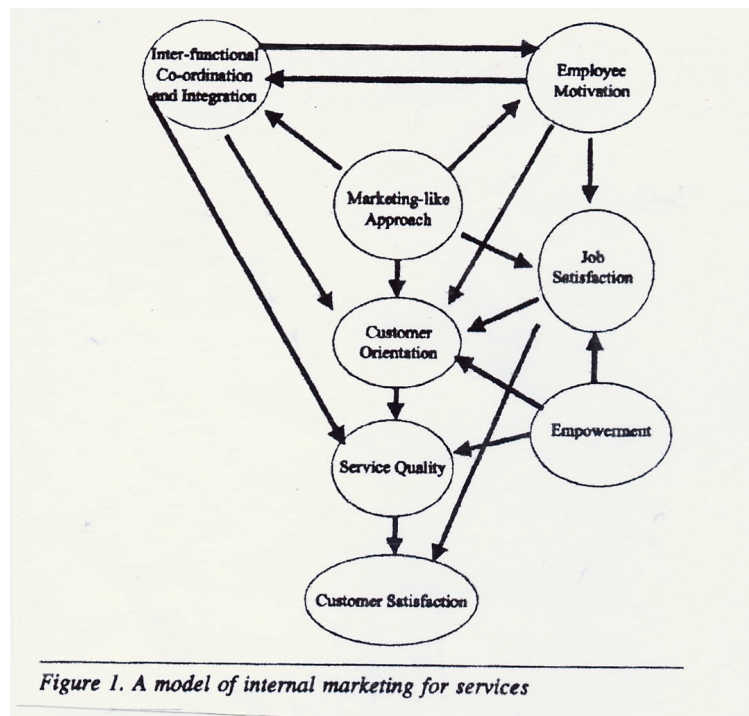 Inter-functional
Co-ordination
and Integration
Employee
Motivation
Marketing-like
Approach
Job
Satisfaction
Customer
Orientation
Empowerment
Service Quality
Customer Satisfaction
Figure 1. A model of internal marketing for services